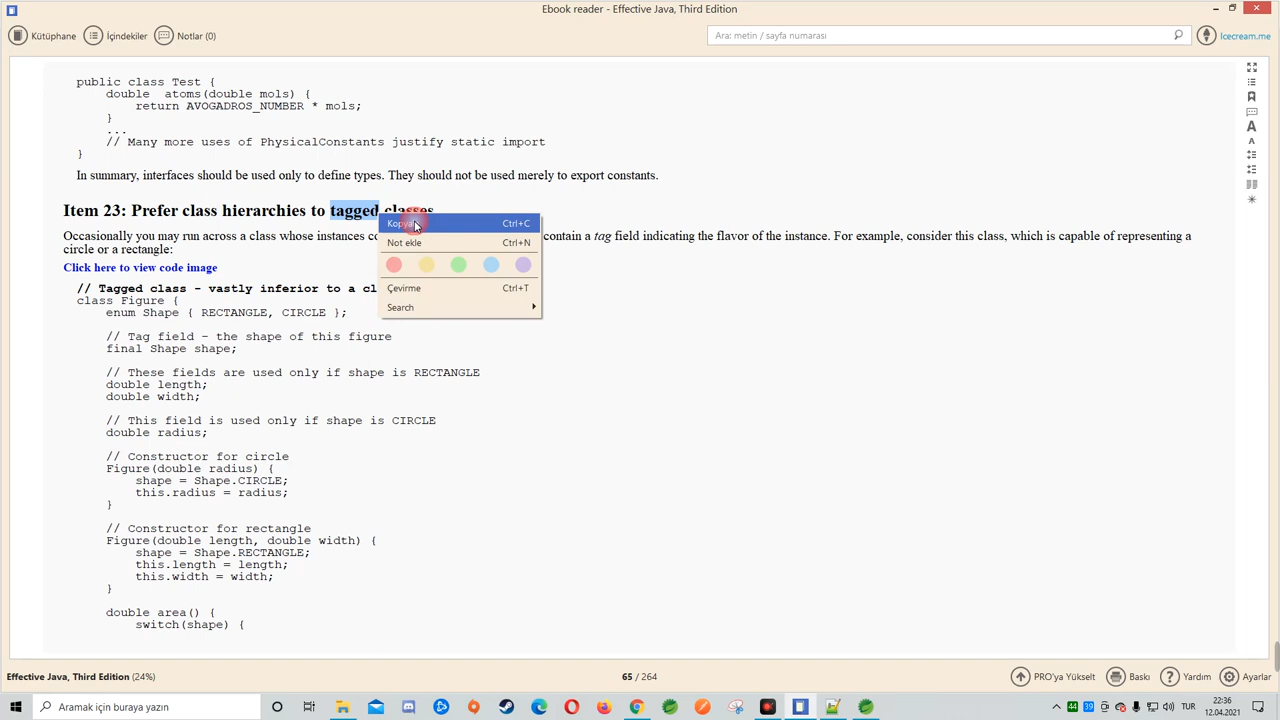 Ebook reader - Effective Java, Third Edition
Kütüphane
İçindekiler
Notlar (0)
Ara: metin / sayfa numarası
Icecream.me
public class Test {
double atoms(double mols) {
return AVOGADROS_NUMBER * mols;
}
...
// Many more uses of PhysicalConstants justify static import
}
In summary, interfaces should be used only to define types. They should not be used merely to export constants.
Item 23: Prefer class hierarchies to tagged classes
Kopya Ctrl+C
Occasionally you may run across a class whose instances contain a tag field indicating the flavor of the instance. For example, consider this class, which is capable of representing a
Not ekle Ctrl+N
circle or a rectangle:
Click here to view code image
// Tagged class - vastly inferior to a
Çevirme Ctrl+T
class Figure {
Search
enum Shape { RECTANGLE, CIRCLE };
// Tag field - the shape of this figure
final Shape shape;
// These fields are used only if shape is RECTANGLE
double length;
double width;
// This field is used only if shape is CIRCLE
double radius;
// Constructor for circle
Figure(double radius) {
shape = Shape.CIRCLE;
this.radius = radius;
}
// Constructor for rectangle
Figure(double length, double width) {
shape = Shape.RECTANGLE;
this.length = length;
this.width = width;
}
double area() {
switch(shape) {
Effective Java, Third Edition (24%)
65 / 264
PRO'ya Yükselt
Baskı
Yardım
Ayarlar
Aramak için buraya yazın
44
39
TUR
22:36
12.04.2021